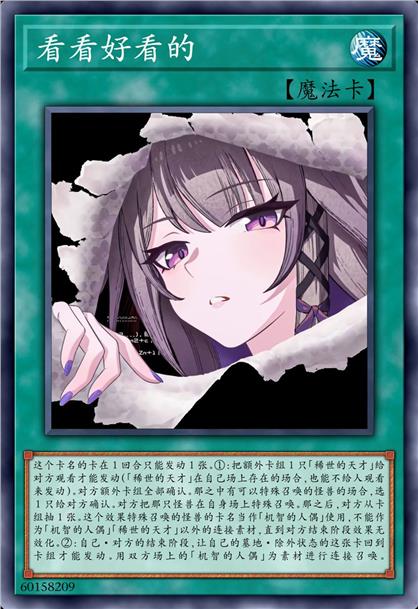 看看好看的
魔
【魔法卡】
这个卡名的卡在1回合只能发动1张。①:把额外卡组1只「稀世的天才」给
对方观看才能发动(「稀世的天才」在自己场上存在的场合,也能不给人观看
来发动)。对方额外卡组全部确认。那之中有可以特殊召唤的怪兽的场合,选
1只给对方确认。对方把那只怪兽在自身场上特殊召唤。那之后,对方从卡
组抽1张。这个效果特殊召唤的怪兽的卡名当作「机智的人偶」使用,不能作
为「机智的人偶」「稀世的天才」以外的连接素材,直到对方结束阶段效果无
效化。②:自己·对方的结束阶段,让自己的墓地·除外状态的这张卡回到
卡组才能发动。用双方场上的「机智的人偶」为素材进行连接召唤。
60158209